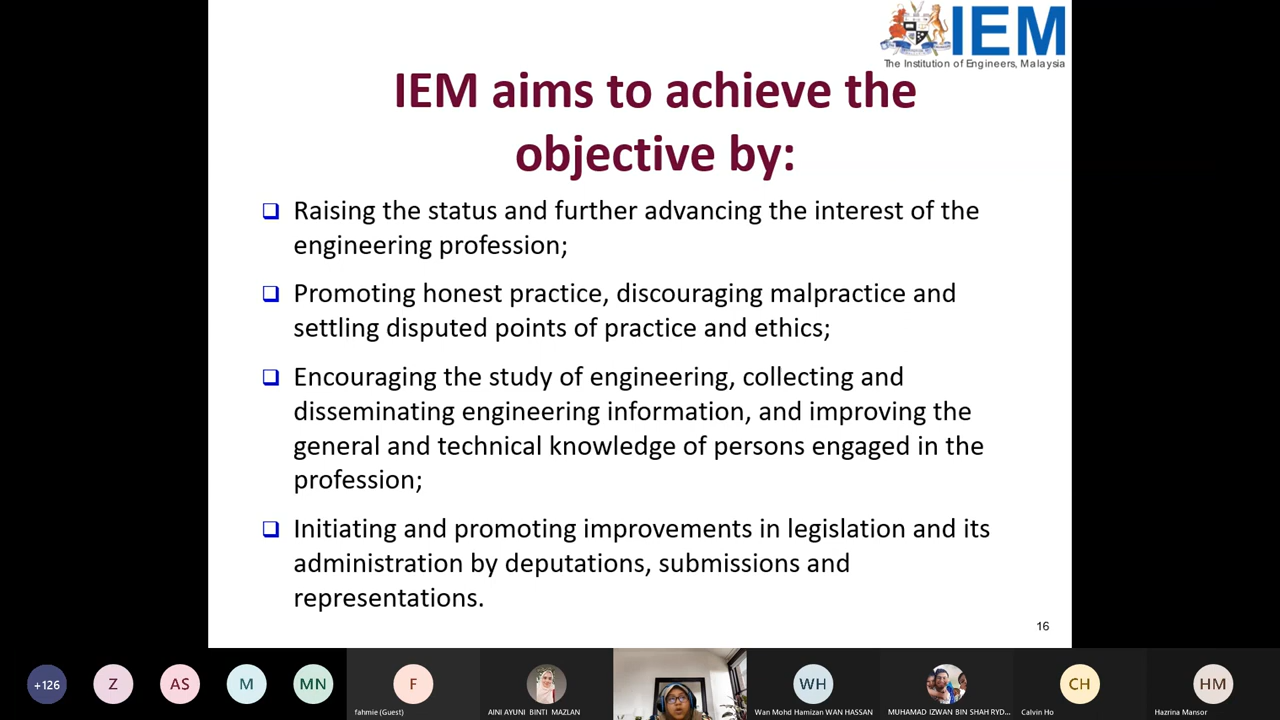 IEM
The Institution of Engineers, Malaysia
IEM aims to achieve the
objective by:
Raising the status and further advancing the interest of the
engineering profession;
Promoting honest practice, discouraging malpractice and
settling disputed points of practice and ethics;
Encouraging the study of engineering, collecting and
disseminating engineering information, and improving the
general and technical knowledge of persons engaged in the
profession;
Initiating and promoting improvements in legislation and its
administration by deputations, submissions and
representations.
16
+126
Z
AS
M
MN
F
fahmie (Guest)
AINI AYUNI BINTI MAZLAN
WH
Wan Mohd Hamizan WAN HASSAN
MUHAMAD IZWAN BIN SHAH RYD...
CH
Calvin Ho
HM
Hazrina Mansor